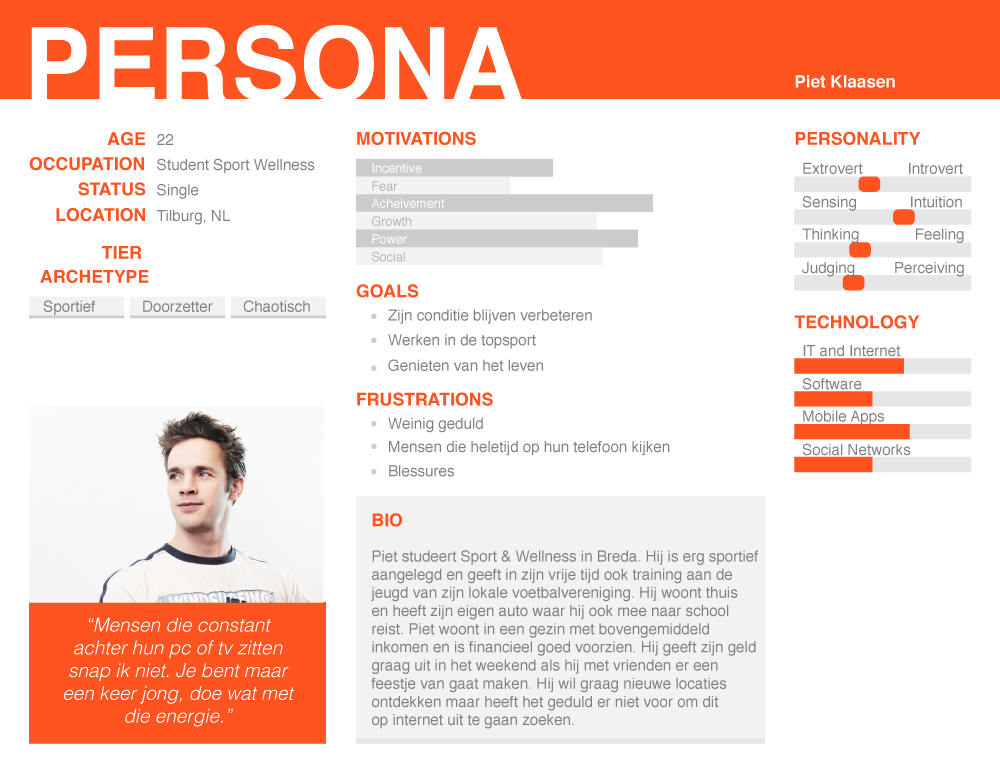 PERSONA
Piet Klaasen
AGE 22
OCCUPATION Student Sport Wellness
STATUS Single
LOCATION Tilburg, NL
TIER
ARCHETYPE
Sportief Doorzetter Chaotisch
“Mensen die constant
achter hun pc of tv zitten
snap ik niet. Je bent maar
een keer jong, doe wat met
die energie.”
MOTIVATIONS
Incentive
Fear
Acheivement
Growth
Power
Social
GOALS
Zijn conditie blijven verbeteren
Werken in de topsport
Genieten van het leven
FRUSTRATIONS
Weinig geduld
Mensen die heletijd op hun telefoon kijken
Blessures
BIO
Piet studeert Sport & Wellness in Breda. Hij is erg sportief
aangelegd en geeft in zijn vrije tijd ook training aan de
jeugd van zijn lokale voetbalvereniging. Hij woont thuis
en heeft zijn eigen auto waar hij ook mee naar school
reist. Piet woont in een gezin met bovengemiddeld
inkomen en is financieel goed voorzien. Hij geeft zijn geld
graag uit in het weekend als hij met vrienden er een
feestje van gaat maken. Hij wil graag nieuwe locaties
ontdekken maar heeft het geduld er niet voor om dit
op internet uit te gaan zoeken.
PERSONALITY
Extrovert Introvert
Sensing Intuition
Thinking Feeling
Judging Perceiving
TECHNOLOGY
IT and Internet
Software
Mobile Apps
Social Networks